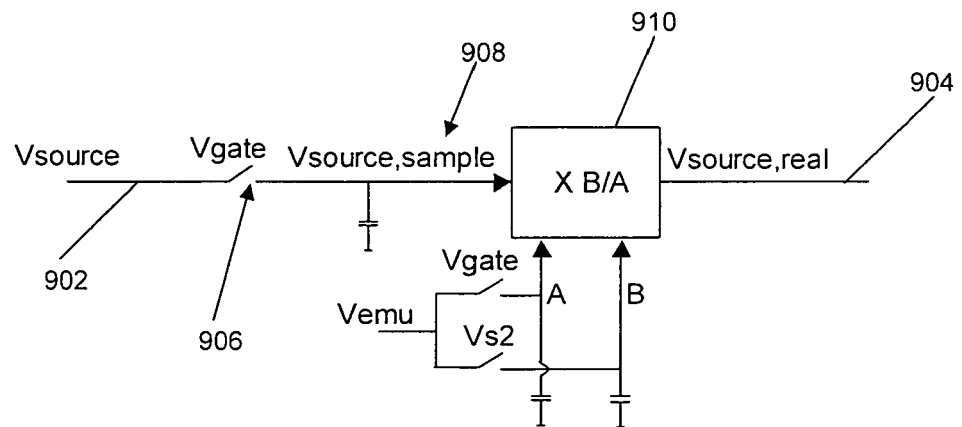 910
908
904
Vsource
Vgate
Vsource,sample
X B/A
Vsource,real
902
906
Vgate
A
B
Vemu
Vs2